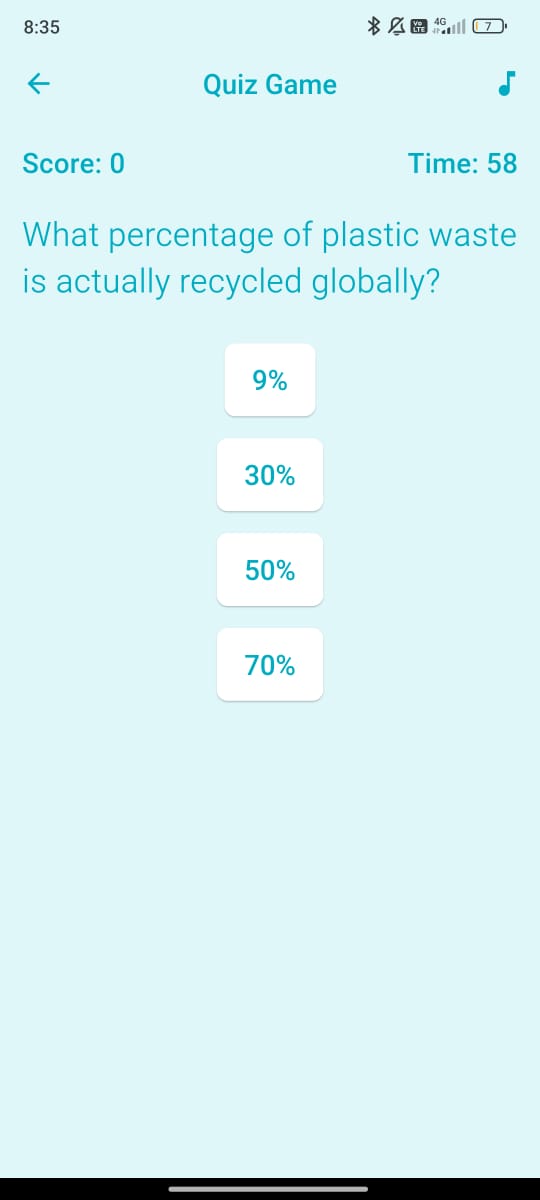 8:35
Vo LTE 4G 7
Quiz Game
Score: 0
Time: 58
What percentage of plastic waste
is actually recycled globally?
9%
30%
50%
70%